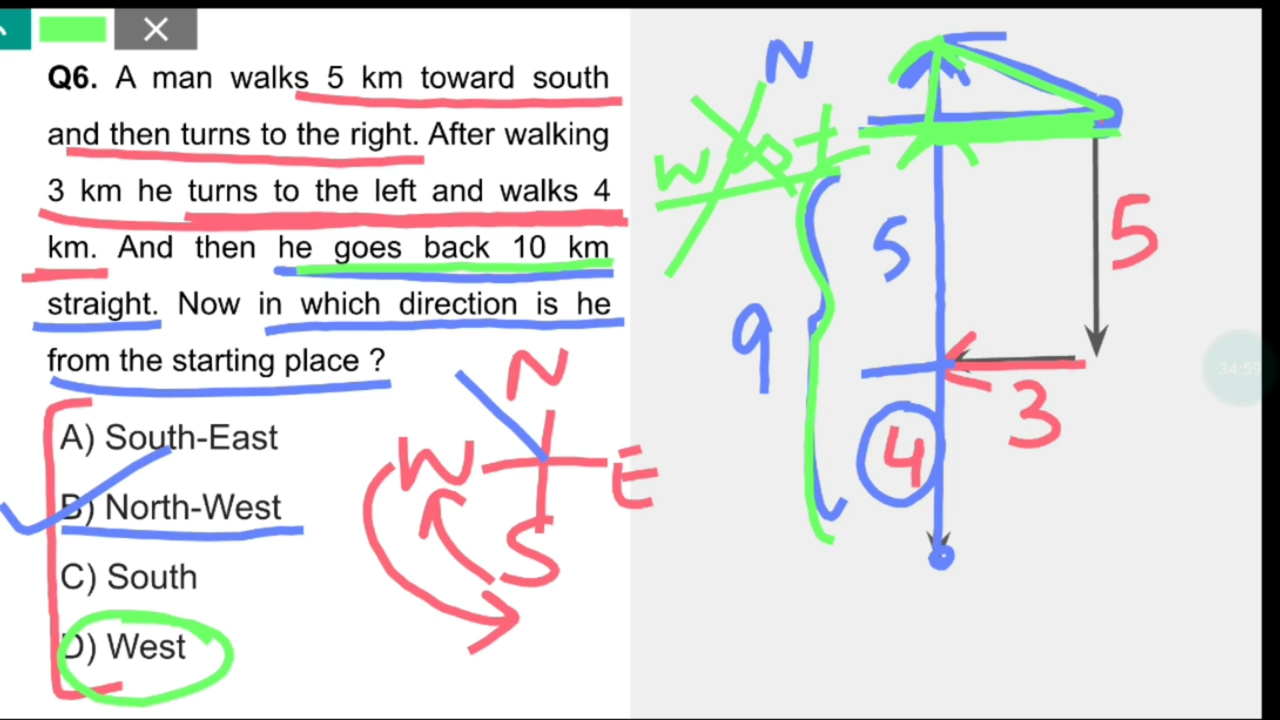 Q6. A man walks 5 km toward south
and then turns to the right. After walking
3 km he turns to the left and walks 4
km. And then he goes back 10 km
straight. Now in which direction is he
from the starting place ?
A) South-East
B) North-West
C) South
D) West
N
W
E
S
N
5
5
9
3
4
34:59